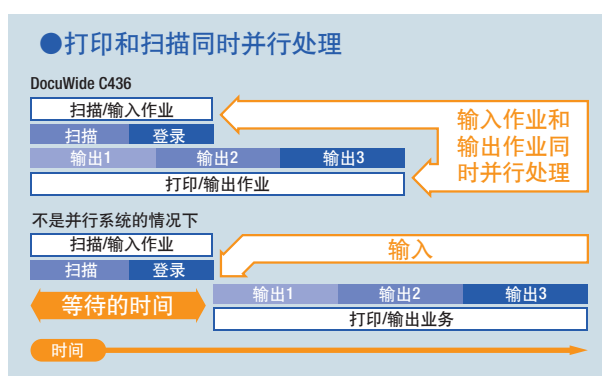 ●打印和扫描同时并行处理
DocuWide C436
扫描/输入作业
扫描 登录
输出1 输出2 输出3
打印/输出作业
输入作业和
输出作业同
时并行处理
不是并行系统的情况下
扫描/输入作业
输入
扫描 登录
等待的时间
输出1 输出2 输出3
打印/输出业务
时间